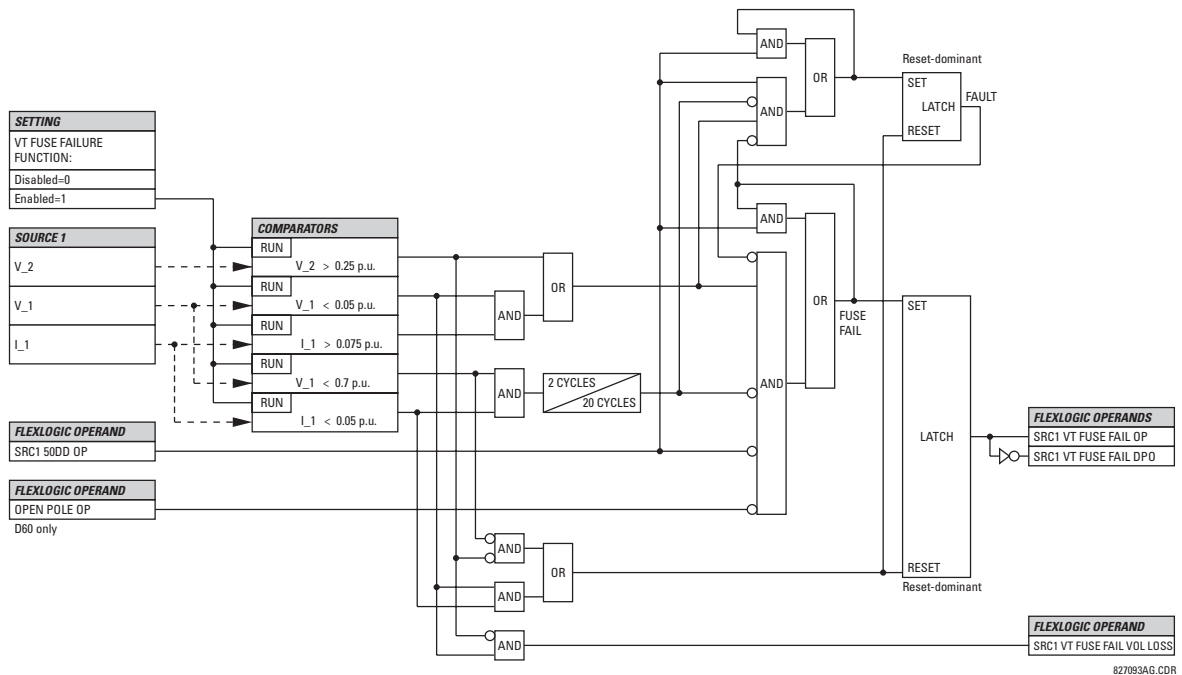 AND
OR
Reset-dominant
SET
LATCH
FAULT
RESET
AND
SETTING
VT FUSE FAILURE
FUNCTION:
Disabled=0
Enabled=1
AND
SOURCE 1
V_2
V_1
I_1
COMPARATORS
RUN
V_2 > 0.25 p.u.
RUN
V_1 < 0.05 p.u.
RUN
I_1 > 0.075 p.u.
RUN
V_1 < 0.7 p.u.
RUN
I_1 < 0.05 p.u.
OR
AND
OR
FUSE
FAIL
SET
AND
2 CYCLES
20 CYCLES
AND
LATCH
FLEXLOGIC OPERAND
SRC1 50DD OP
FLEXLOGIC OPERANDS
SRC1 VT FUSE FAIL OP
SRC1 VT FUSE FAIL DPO
FLEXLOGIC OPERAND
OPEN POLE OP
D60 only
AND
OR
AND
RESET
Reset-dominant
AND
FLEXLOGIC OPERAND
SRC1 VT FUSE FAIL VOL LOSS
827093AG.CDR